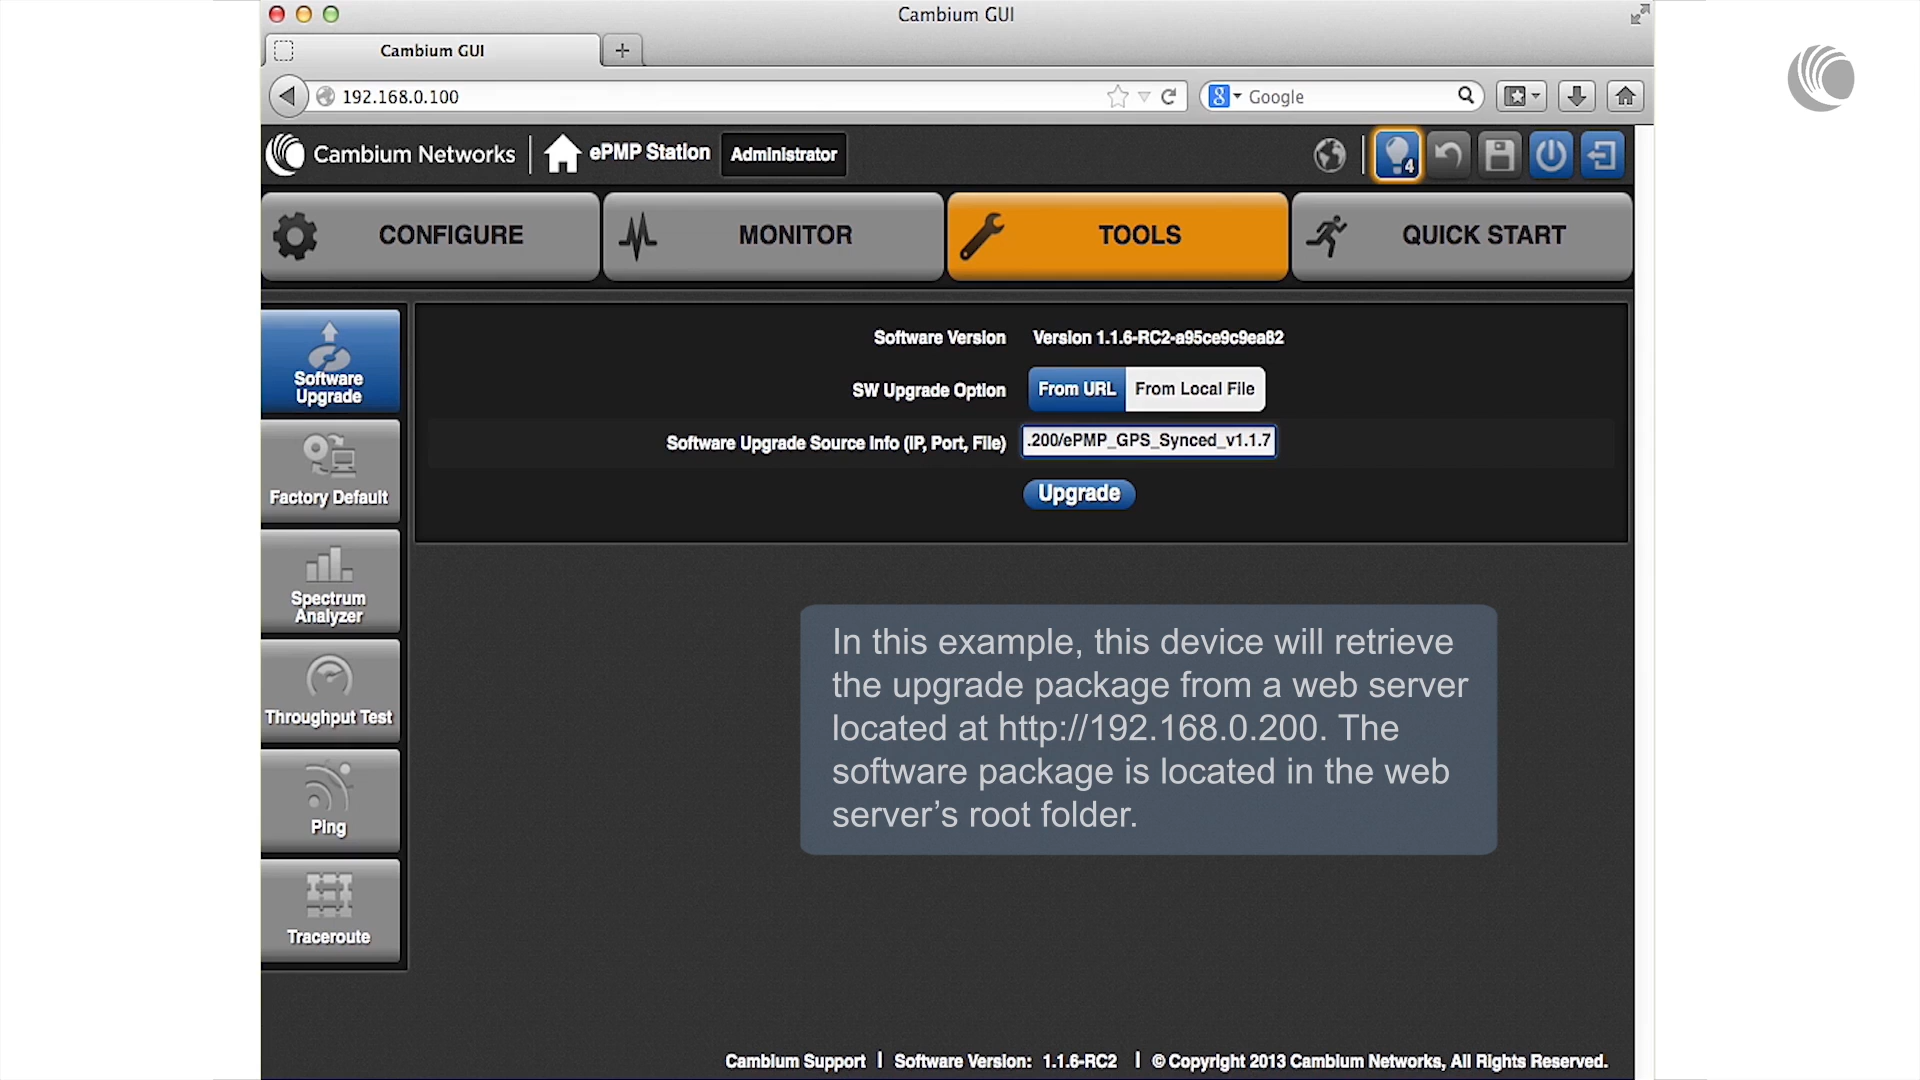 Cambium GUI
Cambium GUI
192.168.0.100
Google
Cambium Networks
ePMP Station
Administrator
4
CONFIGURE
MONITOR
TOOLS
QUICK START
Software
Upgrade
Factory Default
Spectrum
Analyzer
Throughput Test
Ping
Traceroute
Software Version Version 1.1.6-RC2-a95ce9c9ea82
SW Upgrade Option From URL From Local File
Software Upgrade Source Info (IP, Port, File) .200/ePMP_GPS_Synced_v1.1.7
Upgrade
In this example, this device will retrieve
the upgrade package from a web server
located at http://192.168.0.200. The
software package is located in the web
server’s root folder.
Cambium Support | Software Version: 1.1.6-RC2 | © Copyright 2013 Cambium Networks, All Rights Reserved.